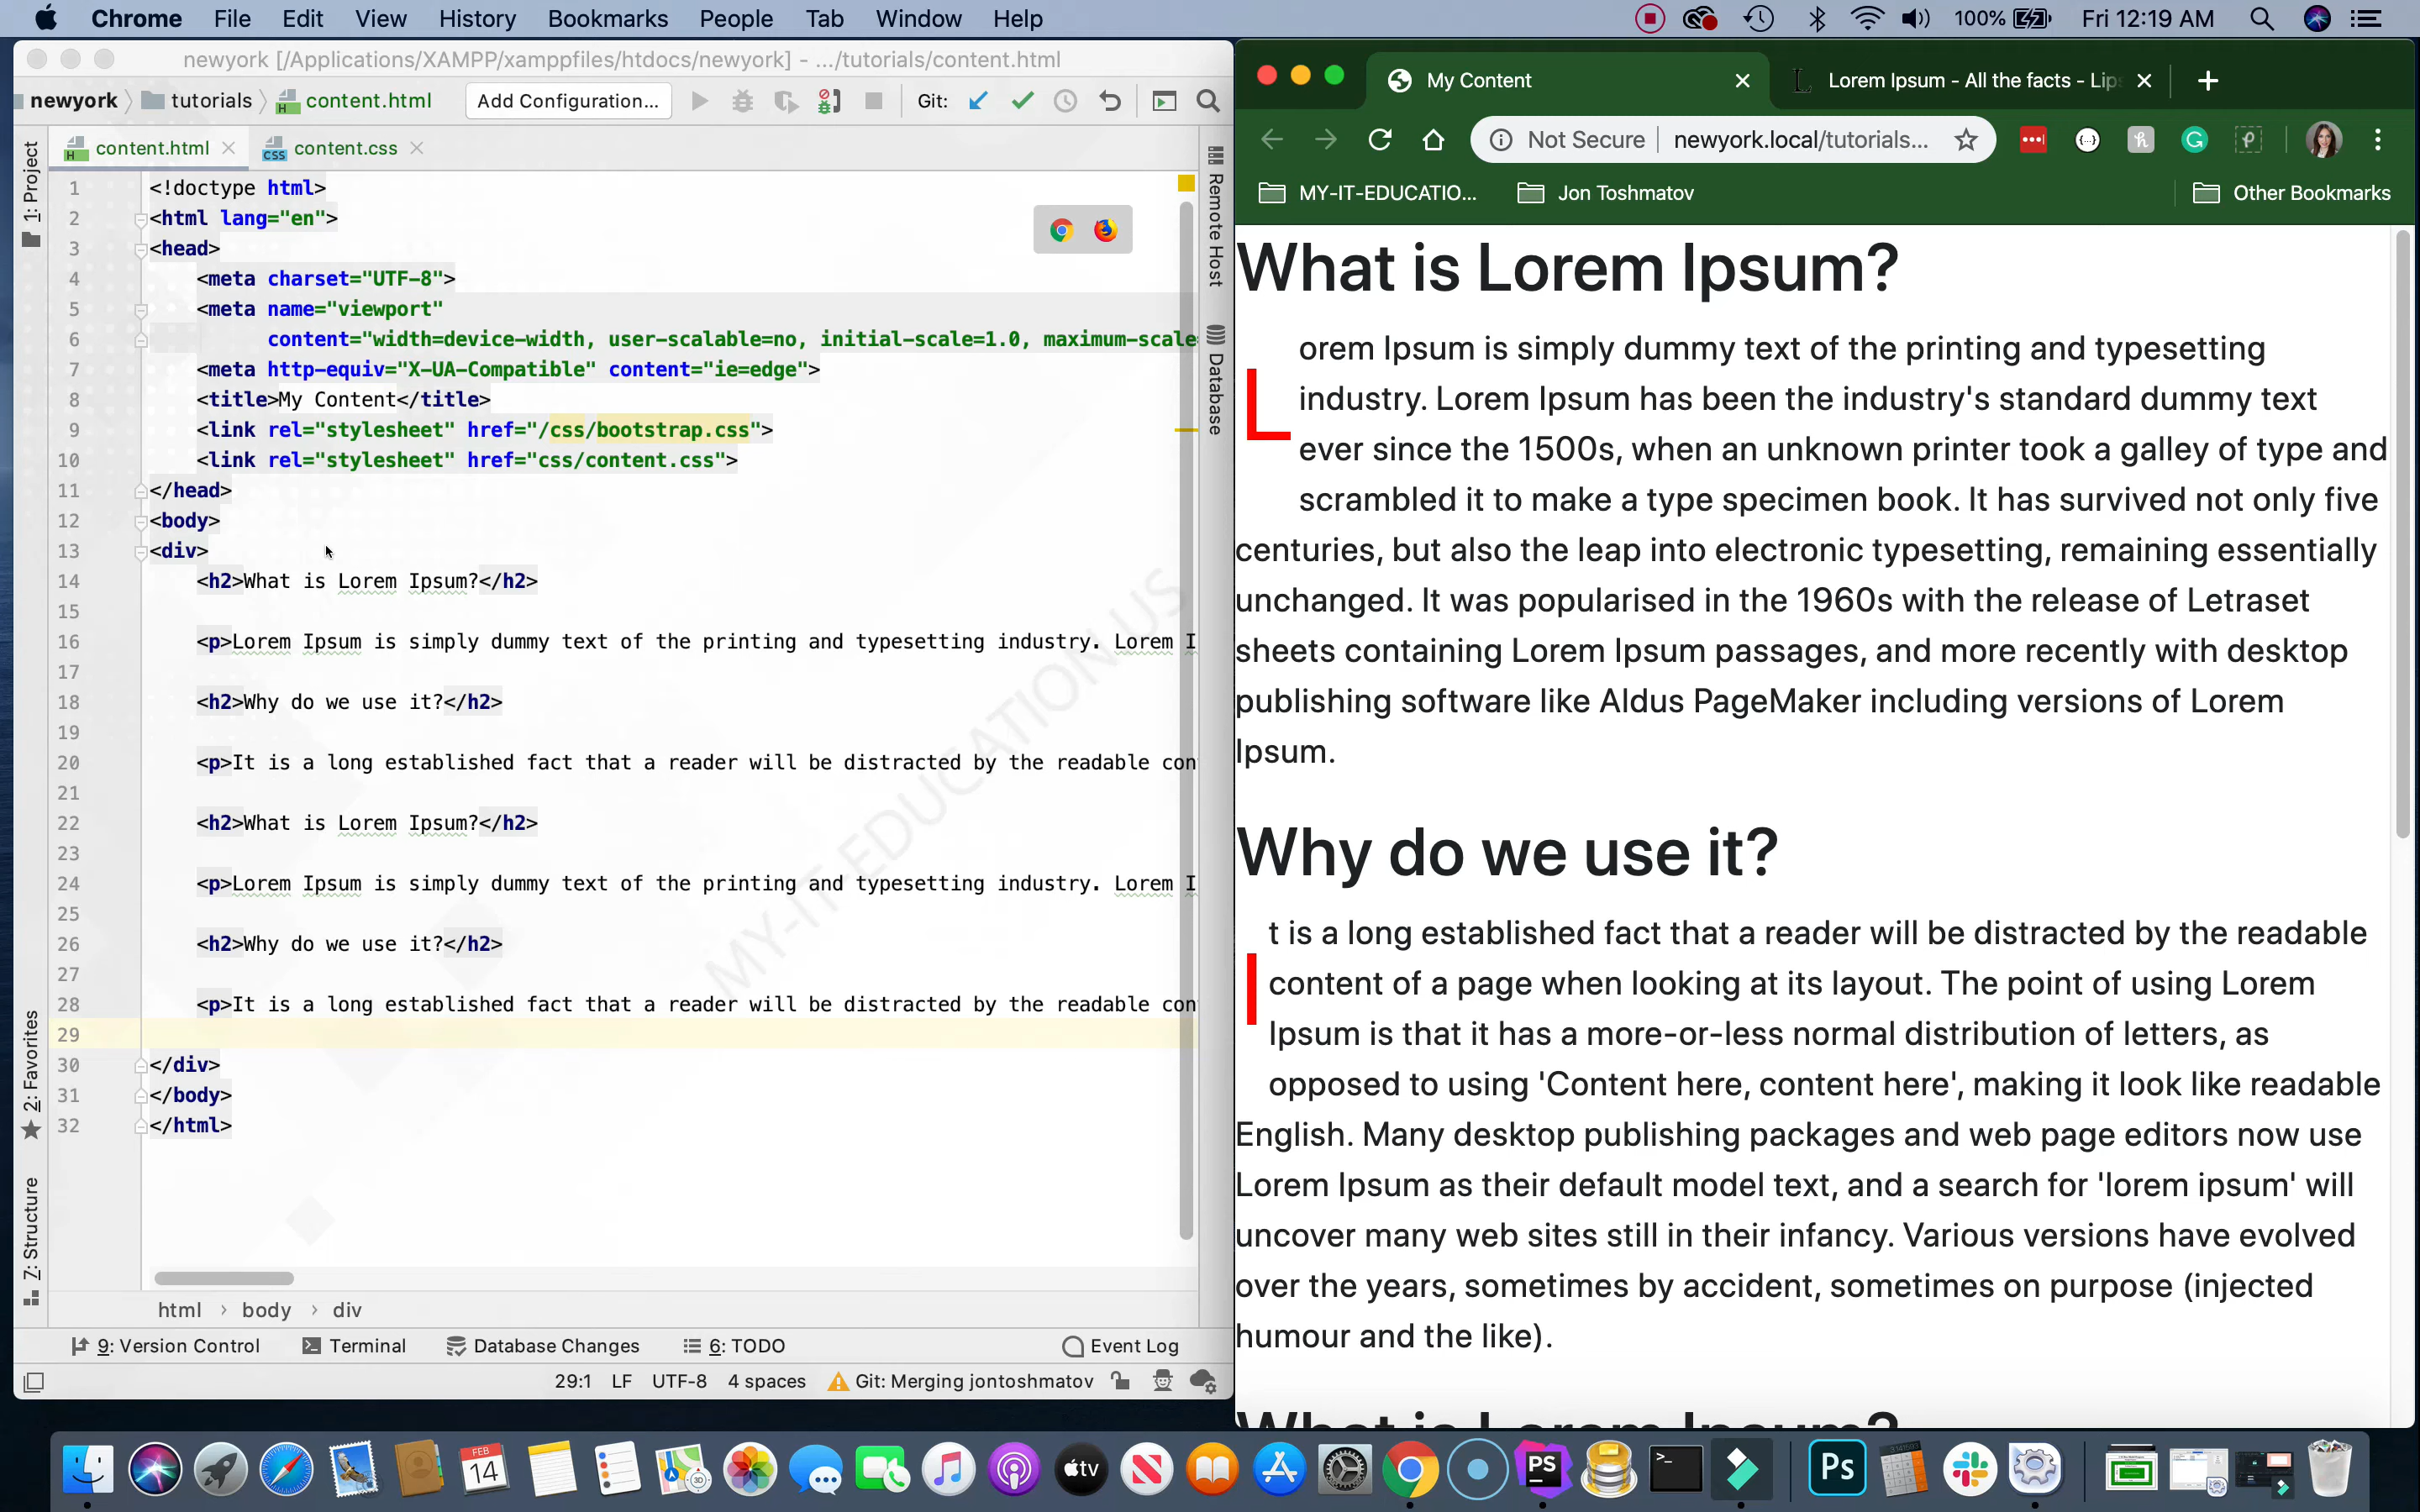 Chrome File Edit View History Bookmarks People Tab Window Help 100% Fri 12:19 AM
newyork [/Applications/XAMPP/xamppfiles/htdocs/newyork] - .../tutorials/content.html
newyork tutorials content.html Add Configuration... Git:
content.html content.css
1: Project
2: Favorites
Z: Structure
1 <!doctype html>
2 <html lang="en">
3 <head>
4 <meta charset="UTF-8">
5 <meta name="viewport"
6 content="width=device-width, user-scalable=no, initial-scale=1.0, maximum-scale=
7 <meta http-equiv="X-UA-Compatible" content="ie=edge">
8 <title>My Content</title>
9 <link rel="stylesheet" href="/css/bootstrap.css">
10 <link rel="stylesheet" href="css/content.css">
11 </head>
12 <body>
13 <div>
14 <h2>What is Lorem Ipsum?</h2>
15
16 <p>Lorem Ipsum is simply dummy text of the printing and typesetting industry. Lorem I
17
18 <h2>Why do we use it?</h2>
19
20 <p>It is a long established fact that a reader will be distracted by the readable con
21
22 <h2>What is Lorem Ipsum?</h2>
23
24 <p>Lorem Ipsum is simply dummy text of the printing and typesetting industry. Lorem I
25
26 <h2>Why do we use it?</h2>
27
28 <p>It is a long established fact that a reader will be distracted by the readable con
29
30 </div>
31 </body>
32 </html>
MY-IT-EDUCATION.US
Remote Host
Database
html › body › div
9: Version Control Terminal Database Changes 6: TODO Event Log
29:1 LF UTF-8 4 spaces Git: Merging jontoshmatov
My Content Lorem Ipsum - All the facts - Lip
Not Secure newyork.local/tutorials...
MY-IT-EDUCATIO... Jon Toshmatov Other Bookmarks
What is Lorem Ipsum?
Lorem Ipsum is simply dummy text of the printing and typesetting
industry. Lorem Ipsum has been the industry's standard dummy text
ever since the 1500s, when an unknown printer took a galley of type and
scrambled it to make a type specimen book. It has survived not only five
centuries, but also the leap into electronic typesetting, remaining essentially
unchanged. It was popularised in the 1960s with the release of Letraset
sheets containing Lorem Ipsum passages, and more recently with desktop
publishing software like Aldus PageMaker including versions of Lorem
Ipsum.
Why do we use it?
It is a long established fact that a reader will be distracted by the readable
content of a page when looking at its layout. The point of using Lorem
Ipsum is that it has a more-or-less normal distribution of letters, as
opposed to using 'Content here, content here', making it look like readable
English. Many desktop publishing packages and web page editors now use
Lorem Ipsum as their default model text, and a search for 'lorem ipsum' will
uncover many web sites still in their infancy. Various versions have evolved
over the years, sometimes by accident, sometimes on purpose (injected
humour and the like).
What is Lorem Ipsum?
FEB
14
tv
PS
Ps